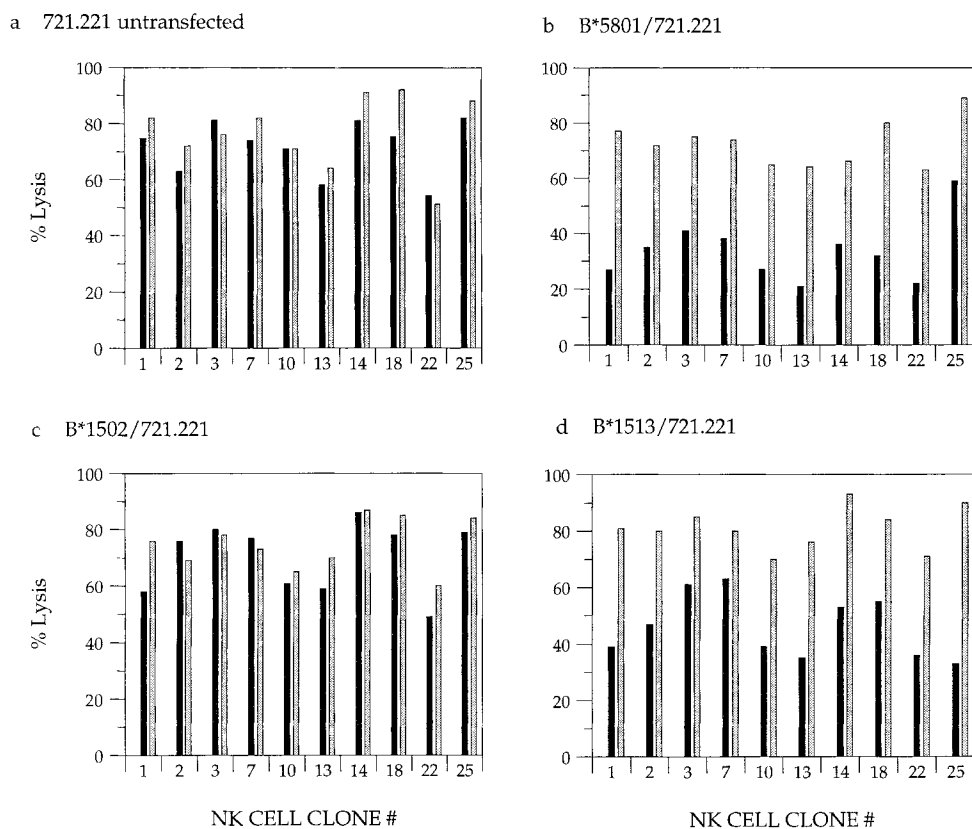 a 721.221 untransfected
% Lysis
100
80
60
40
20
0
1 2 3 7 10 13 14 18 22 25
b B*5801/721.221
100
80
60
40
20
0
1 2 3 7 10 13 14 18 22 25
c B*1502/721.221
% Lysis
100
80
60
40
20
0
1 2 3 7 10 13 14 18 22 25
NK CELL CLONE #
d B*1513/721.221
100
80
60
40
20
0
1 2 3 7 10 13 14 18 22 25
NK CELL CLONE #